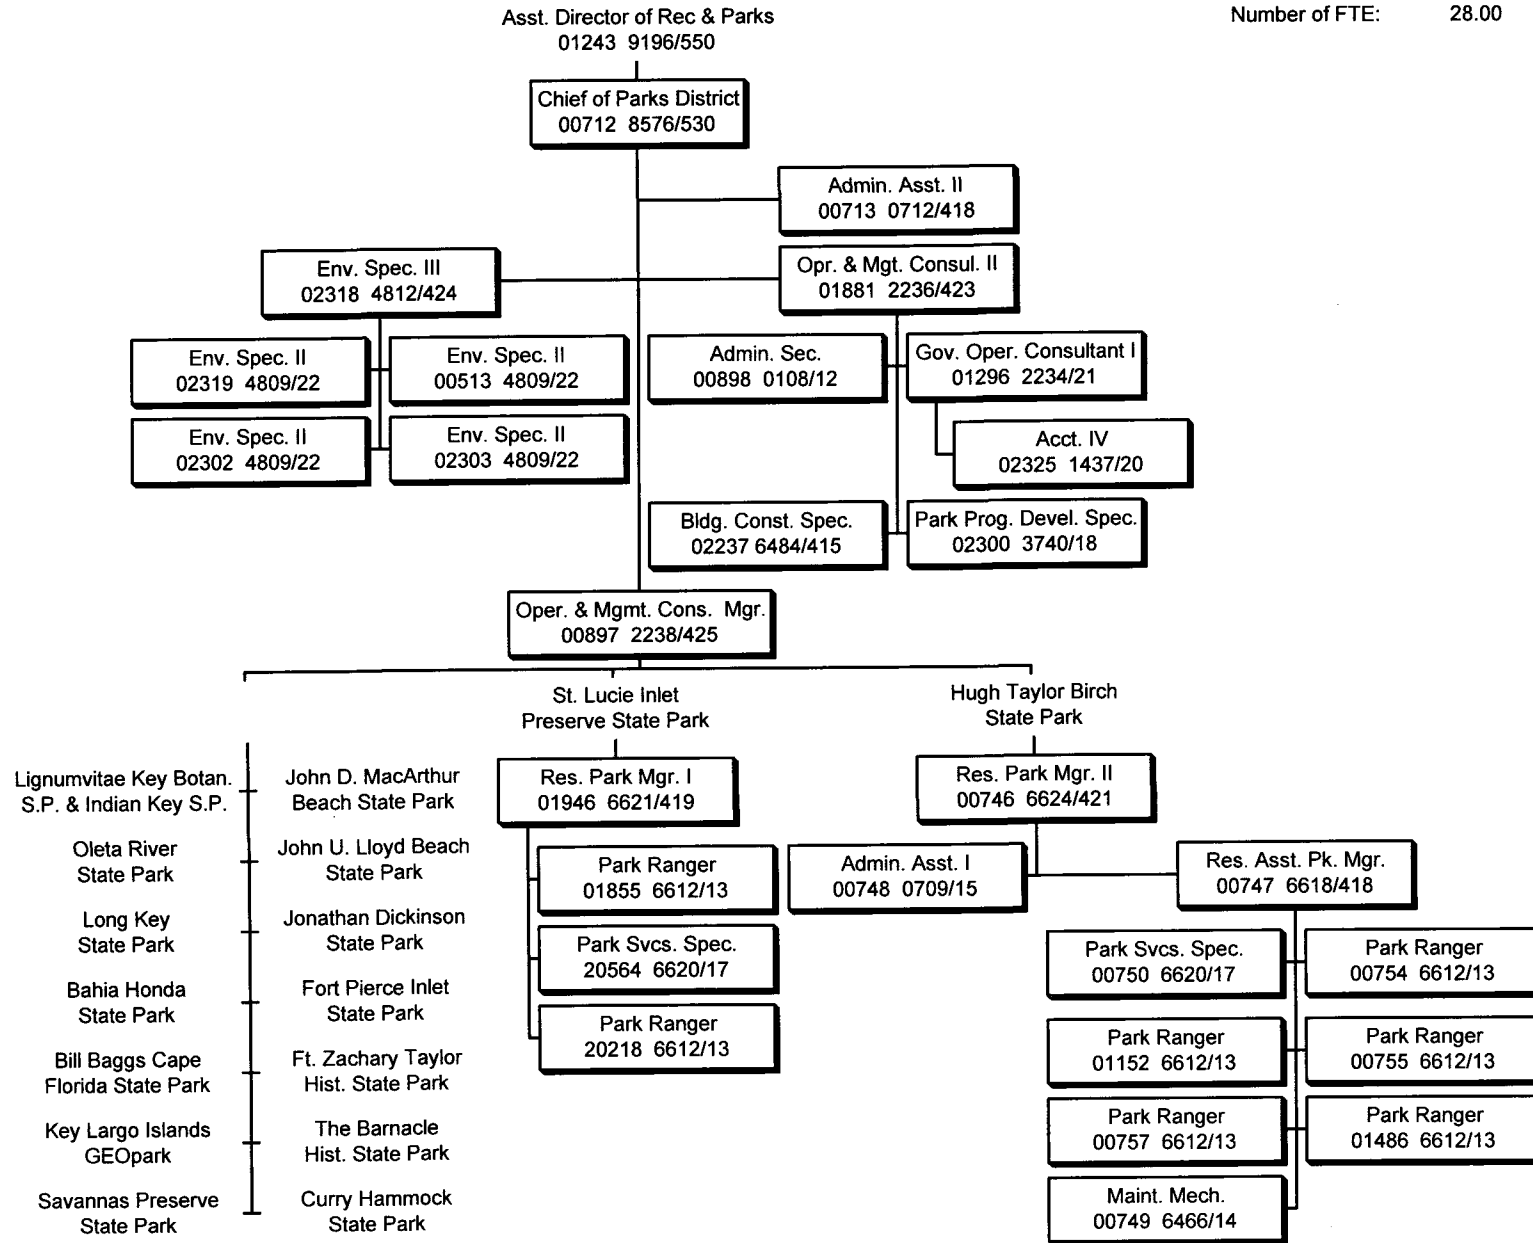 Asst. Director of Rec & Parks
01243 9196/550
Number of FTE: 28.00
Chief of Parks District
00712 8576/530
Admin. Asst. II
00713 0712/418
Env. Spec. III
02318 4812/424
Opr. & Mgt. Consul. II
01881 2236/423
Env. Spec. II
02319 4809/22
Env. Spec. II
00513 4809/22
Admin. Sec.
00898 0108/12
Gov. Oper. Consultant I
01296 2234/21
Env. Spec. II
02302 4809/22
Env. Spec. II
02303 4809/22
Acct. IV
02325 1437/20
Bldg. Const. Spec.
02237 6484/415
Park Prog. Devel. Spec.
02300 3740/18
Oper. & Mgmt. Cons. Mgr.
00897 2238/425
St. Lucie Inlet
Preserve State Park
Hugh Taylor Birch
State Park
Lignumvitae Key Botan.
S.P. & Indian Key S.P.
John D. MacArthur
Beach State Park
Oleta River
State Park
John U. Lloyd Beach
State Park
Long Key
State Park
Jonathan Dickinson
State Park
Bahia Honda
State Park
Fort Pierce Inlet
State Park
Bill Baggs Cape
Florida State Park
Ft. Zachary Taylor
Hist. State Park
Key Largo Islands
GEOpark
The Barnacle
Hist. State Park
Savannas Preserve
State Park
Curry Hammock
State Park
Res. Park Mgr. I
01946 6621/419
Park Ranger
01855 6612/13
Park Svcs. Spec.
20564 6620/17
Park Ranger
20218 6612/13
Res. Park Mgr. II
00746 6624/421
Admin. Asst. I
00748 0709/15
Res. Asst. Pk. Mgr.
00747 6618/418
Park Svcs. Spec.
00750 6620/17
Park Ranger
00754 6612/13
Park Ranger
01152 6612/13
Park Ranger
00755 6612/13
Park Ranger
00757 6612/13
Park Ranger
01486 6612/13
Maint. Mech.
00749 6466/14